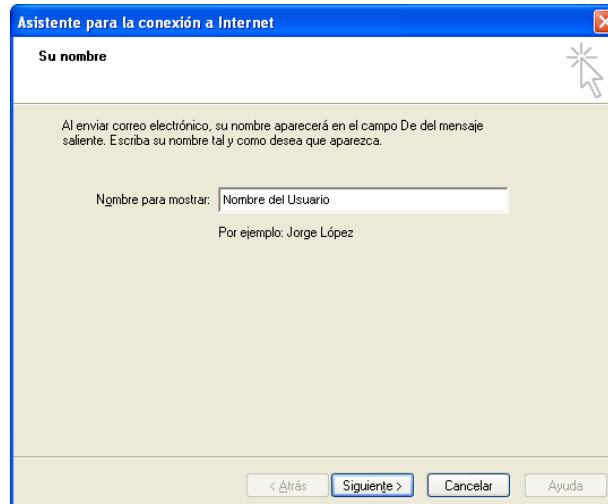 Asistente para la conexión a Internet
Su nombre
Al enviar correo electrónico, su nombre aparecerá en el campo De del mensaje
saliente. Escriba su nombre tal y como desea que aparezca.
Nombre para mostrar: Nombre del Usuario
Por ejemplo: Jorge López
< Atrás Siguiente > Cancelar Ayuda